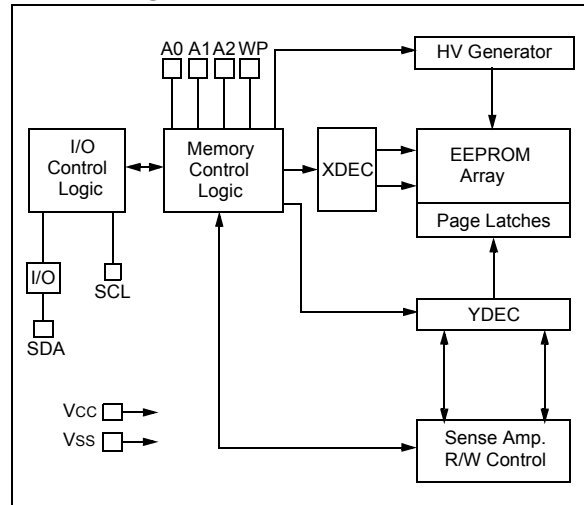 A0 A1 A2 WP
HV Generator
I/O
Control
Logic
Memory
Control
Logic
XDEC
EEPROM
Array
Page Latches
I/O
SCL
SDA
YDEC
Vcc
Vss
Sense Amp.
R/W Control